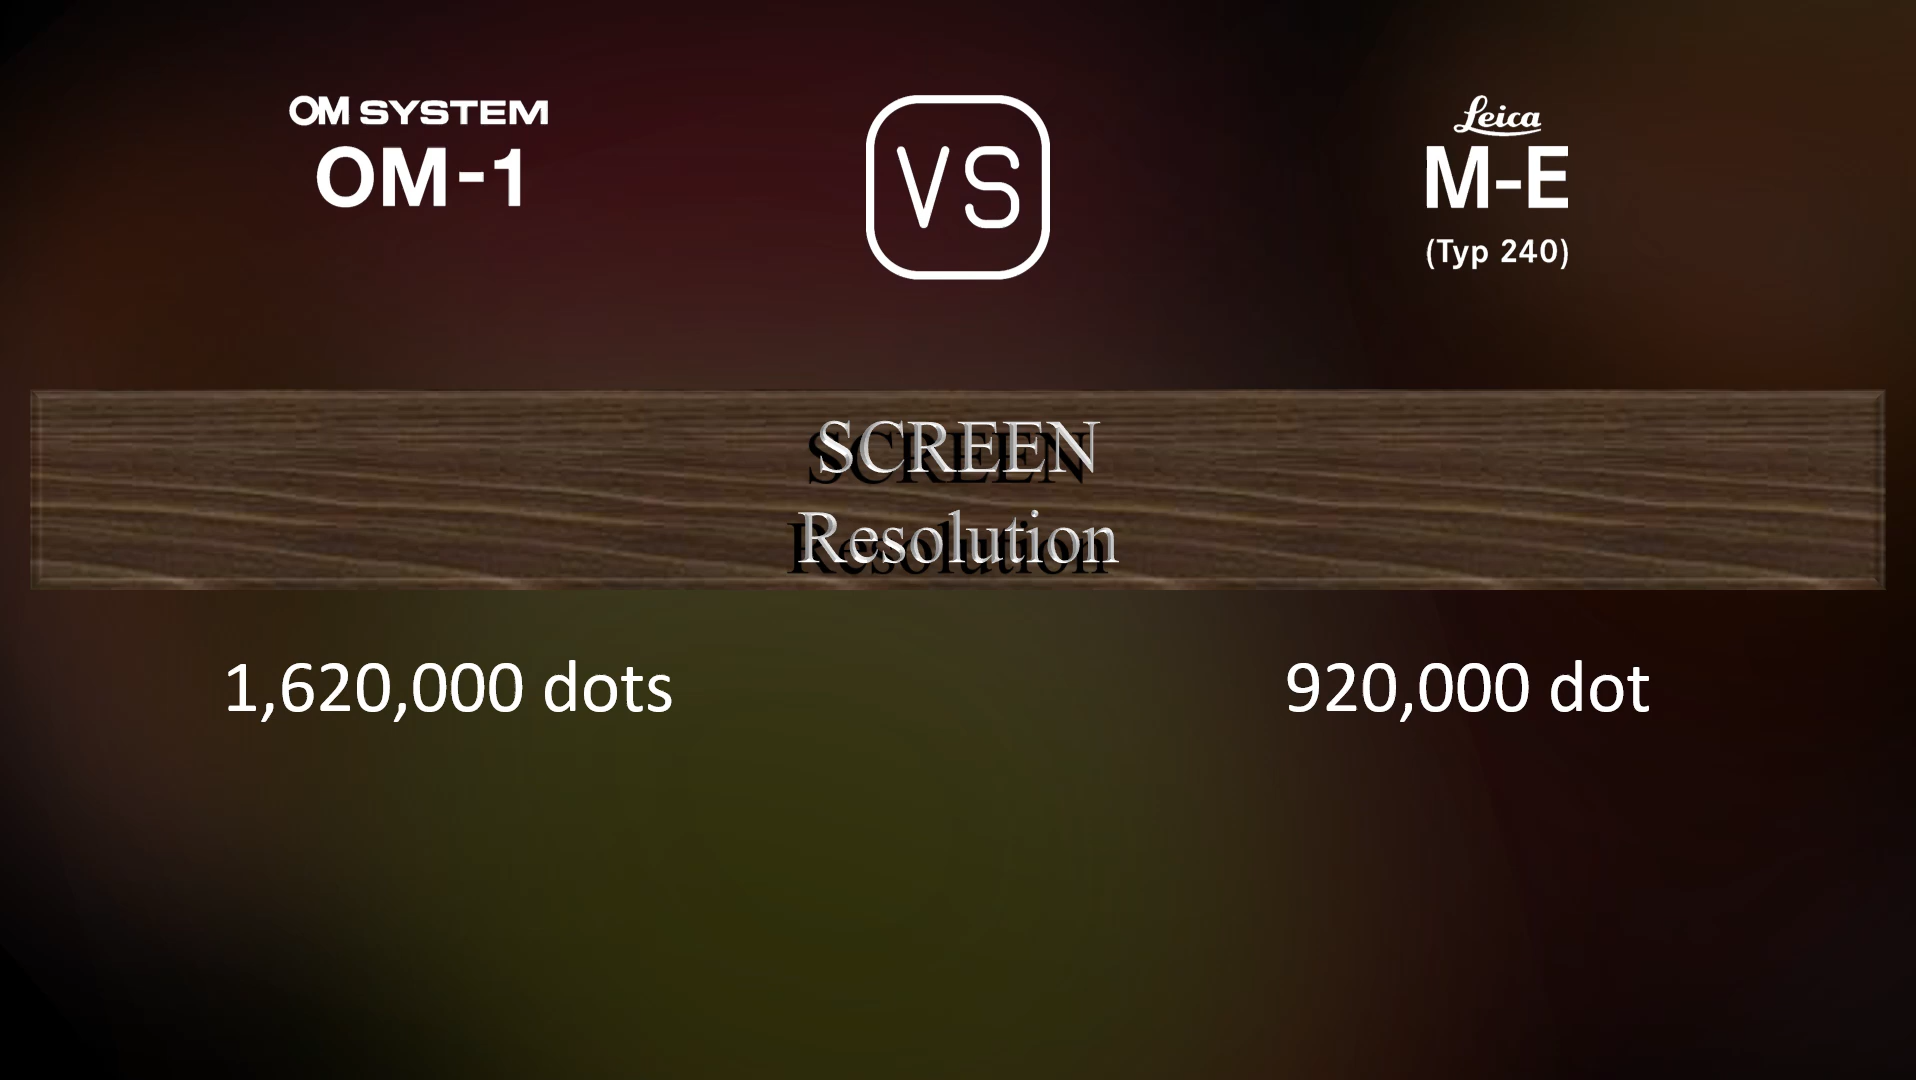 OM SYSTEM
OM-1
VS
Leica
M-E
(Typ 240)
SCREEN
Resolution
1,620,000 dots
920,000 dot